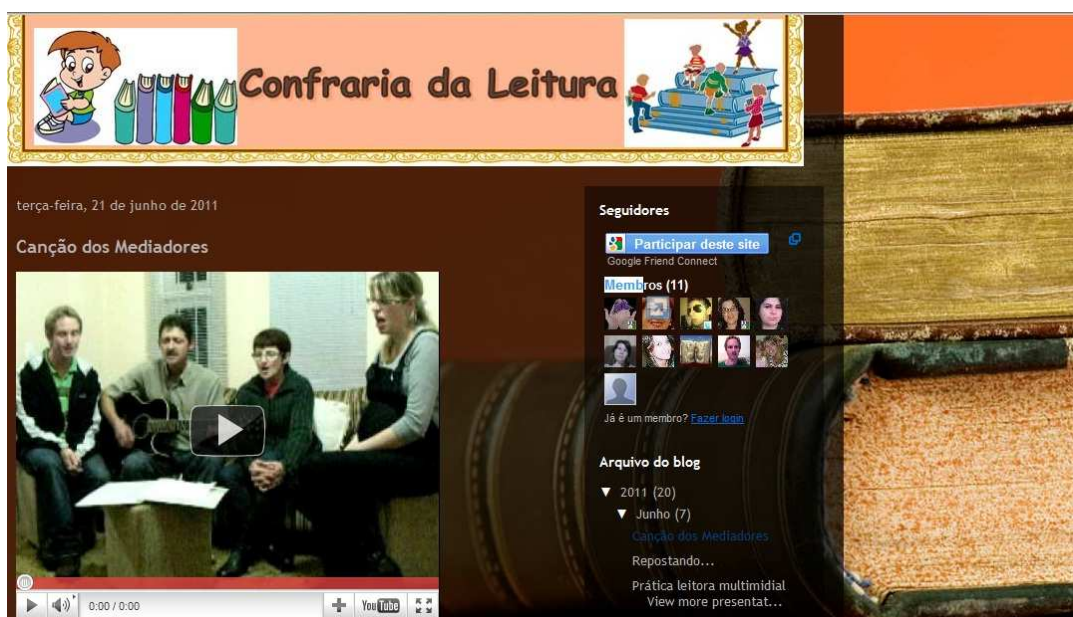 Confraria da Leitura
terça-feira, 21 de junho de 2011
Canção dos Mediadores
0:00 / 0:00
YouTube
Seguidores
Participar deste site
Google Friend Connect
Membros (11)
Já é um membro? Fazer login
Arquivo do blog
▼ 2011 (20)
▼ Junho (7)
Canção dos Mediadores
Repostando...
Prática leitora multimidial
View more presentat...